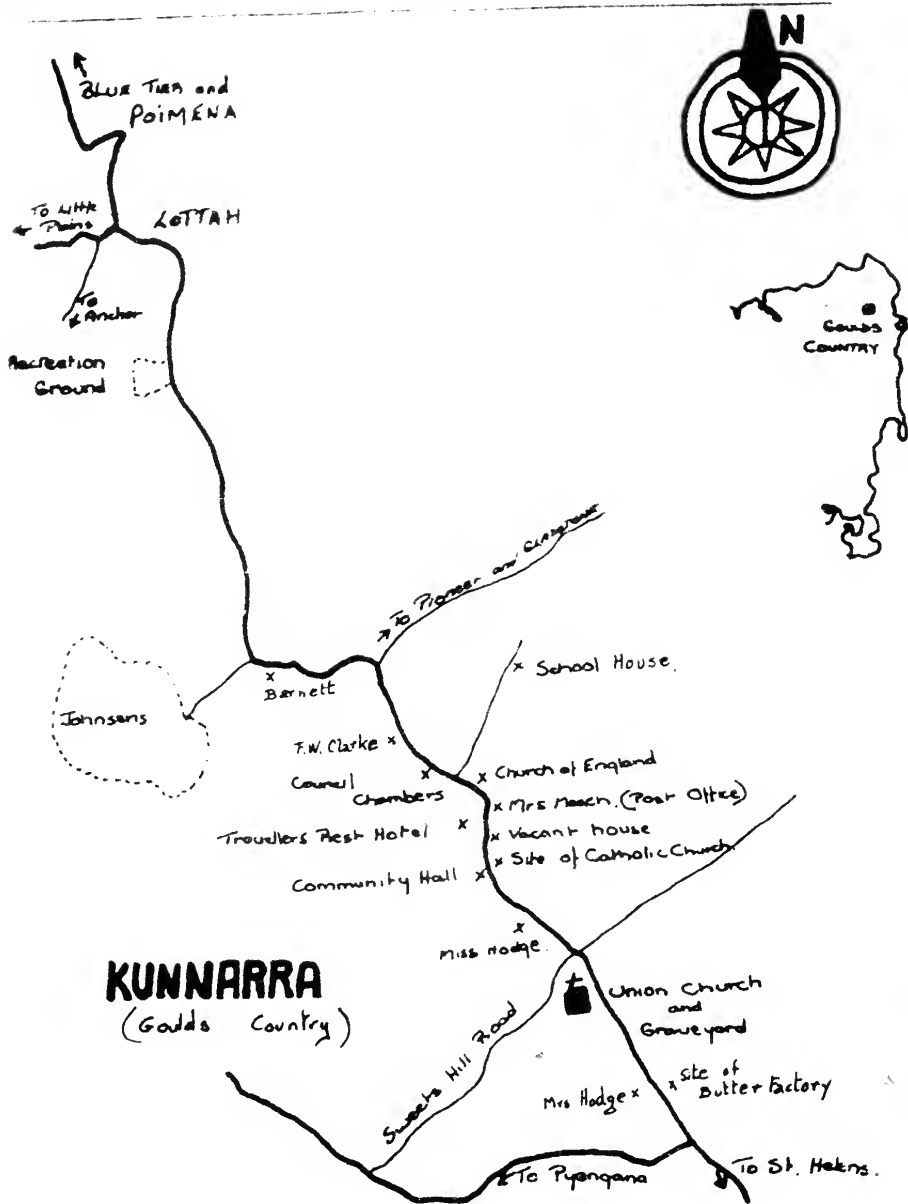 N
BLUE TIER and
POIMENA
To Little
Plains
LOTTAH
To
Anchor
Recreation
Ground
GOULDS
COUNTRY
To Pioneer and
School House.
Barnett
Johnsons
F.W. Clarke
Church of England
Council
Chambers
Mrs (Post Office)
Travellers Rest Hotel
Vacant house
Site of Catholic Church
Community Hall
Miss Hodge.
KUNNARRA
(Goulds Country)
Union Church
and
Graveyard
Sweets Hill Road
Site of
Butter Factory
Mrs Hodge
To Pyengana
To St. Helens.